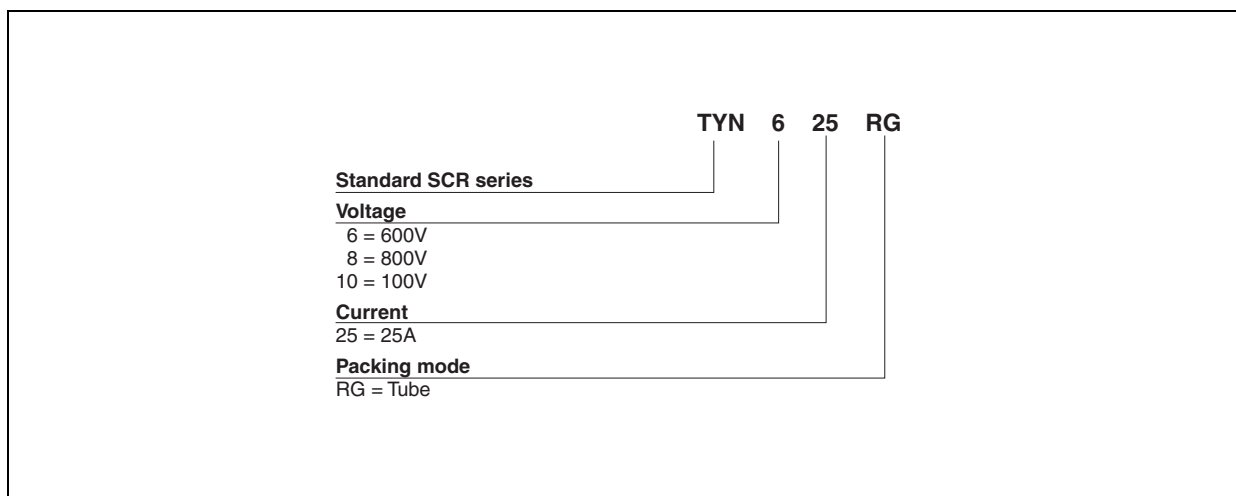 TYN 6 25 RG
Standard SCR series
Voltage
6 = 600V
8 = 800V
10 = 100V
Current
25 = 25A
Packing mode
RG = Tube